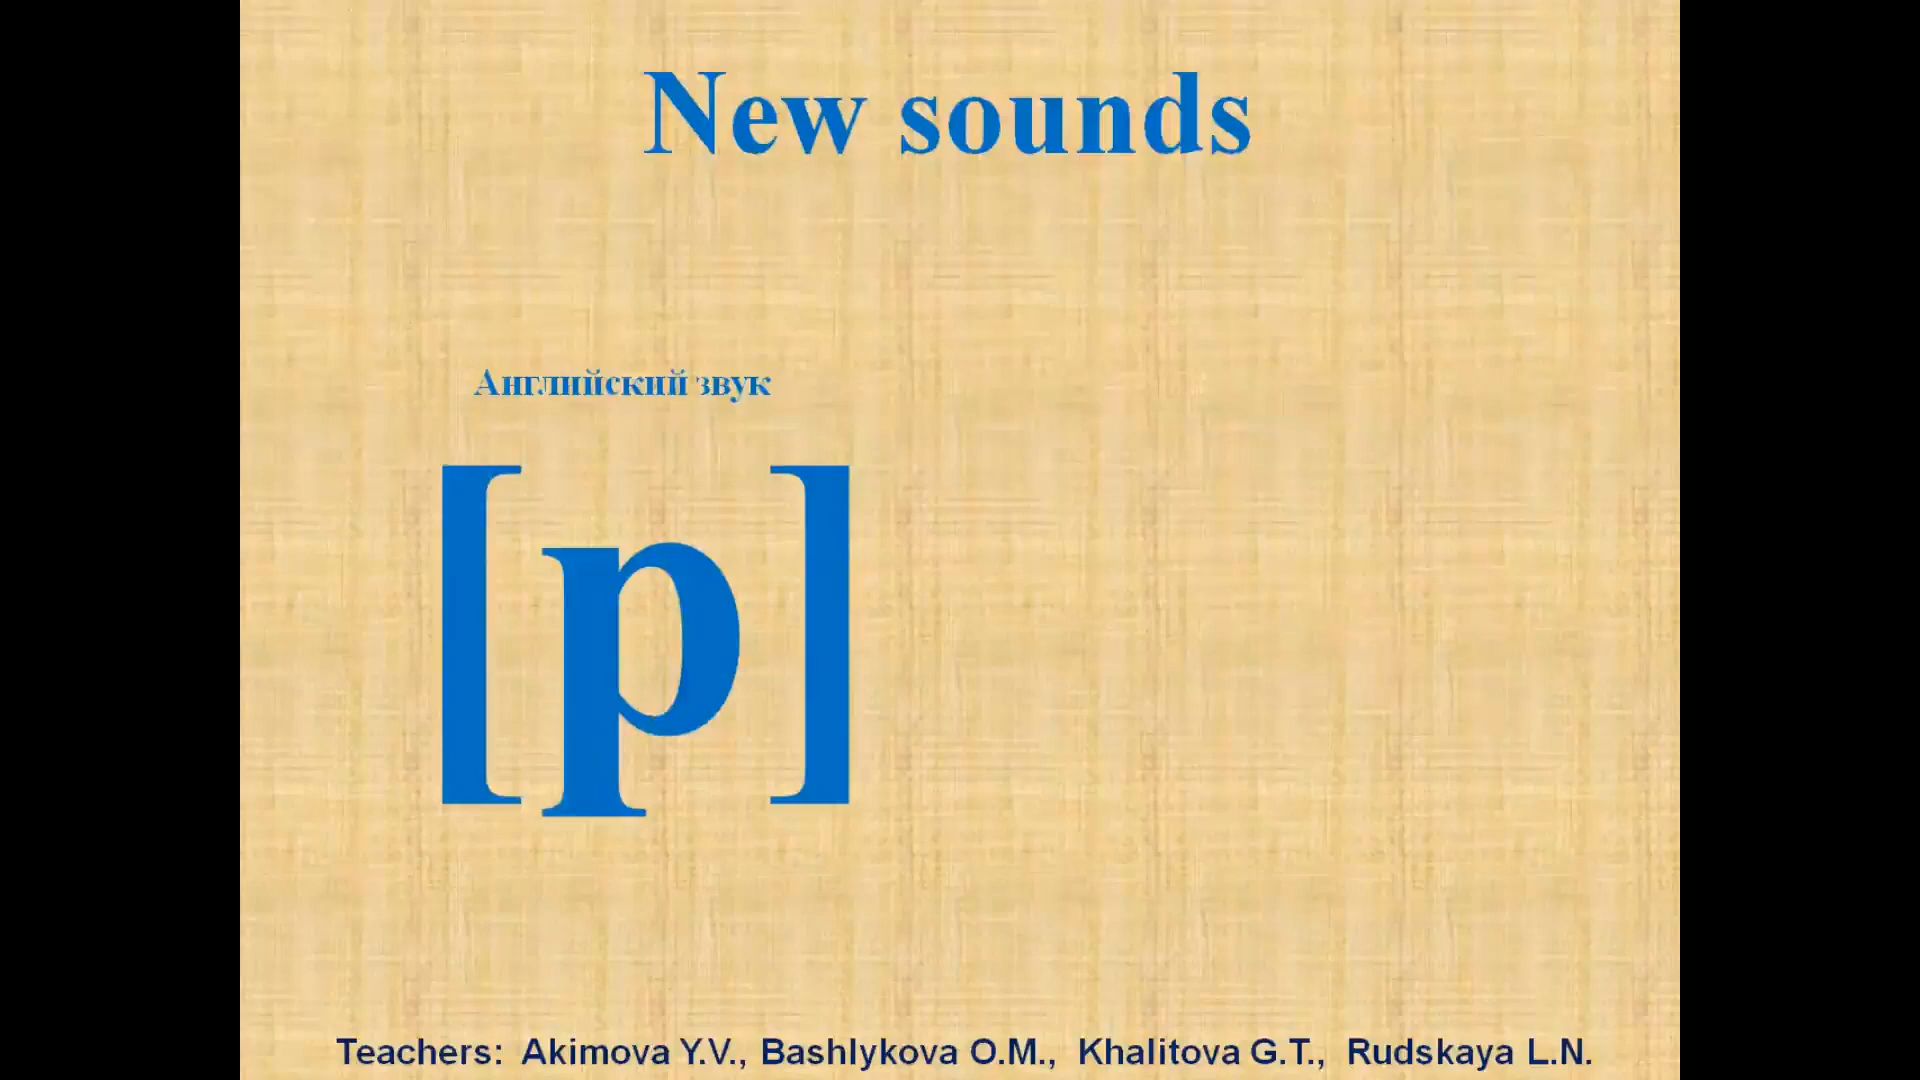 New sounds
Английский звук
[p]
Teachers: Akimova Y.V., Bashlykova O.M., Khalitova G.T., Rudskaya L.N.